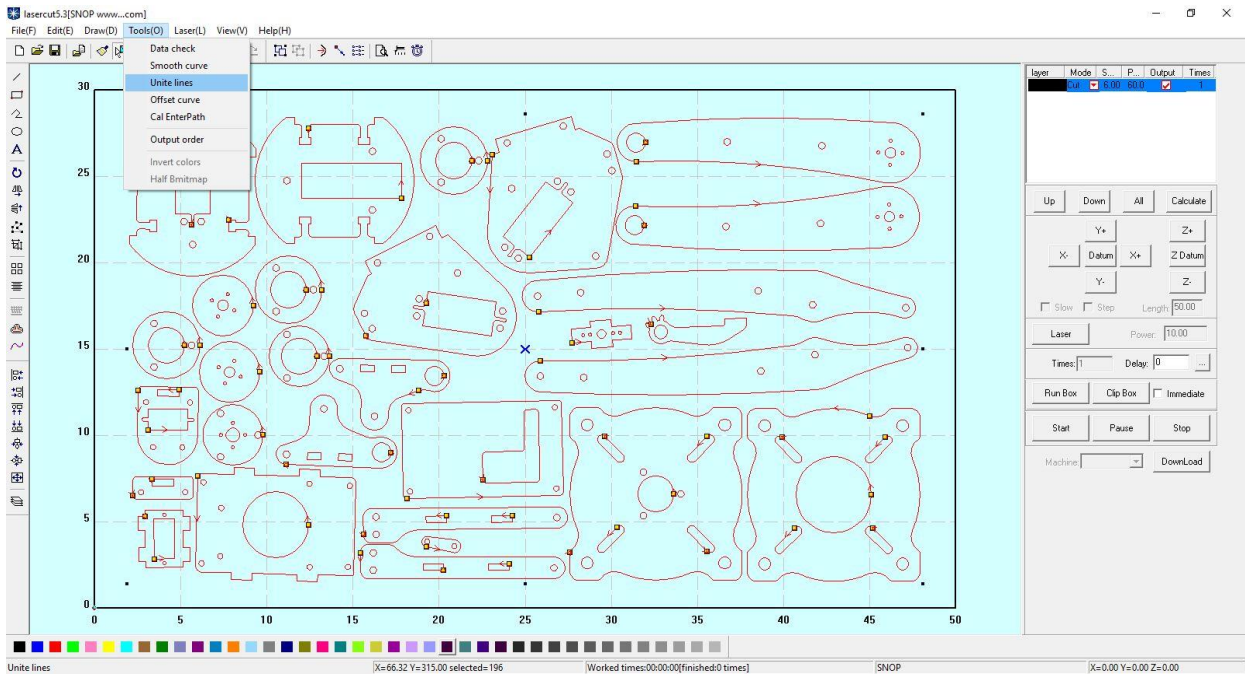 lasercut5.3[SNOP www...com]
File(F) Edit(E) Draw(D) Tools(O) Laser(L) View(V) Help(H)
Data check
Smooth curve
Unite lines
Offset curve
Cal EnterPath
Output order
Invert colors
Half Bmitmap
layer Mode S... P... Output Times
Cut 6.00 60.0 1
30
25
20
15
10
5
0
0 5 10 15 20 25 30 35 40 45 50
Up Down All Calculate
Y+ Z+
X- Datum X+ Z Datum
Y- Z-
Slow Step Length: 50.00
Laser Power: 10.00
Times: 1 Delay: 0 ...
Run Box Clip Box Immediate
Start Pause Stop
Machine: DownLoad
Unite lines X=66.32 Y=315.00 selected=196 Worked times:00:00:00[finished:0 times] SNOP X=0.00 Y=0.00 Z=0.00